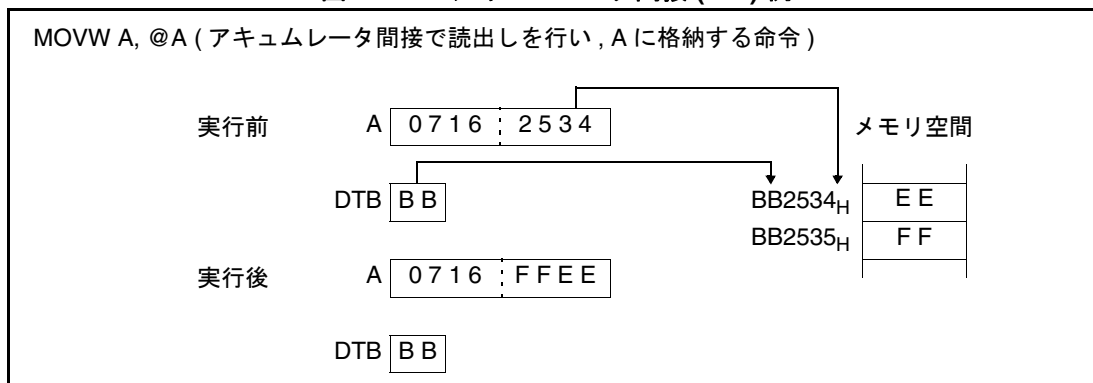 MOVW A, @A ( アキュムレータ間接で読出しを行い , A に格納する命令 )
実行前 A 0716 2534 メモリ空間
DTB BB BB2534H EE
BB2535H FF
実行後 A 0716 FFEE
DTB BB